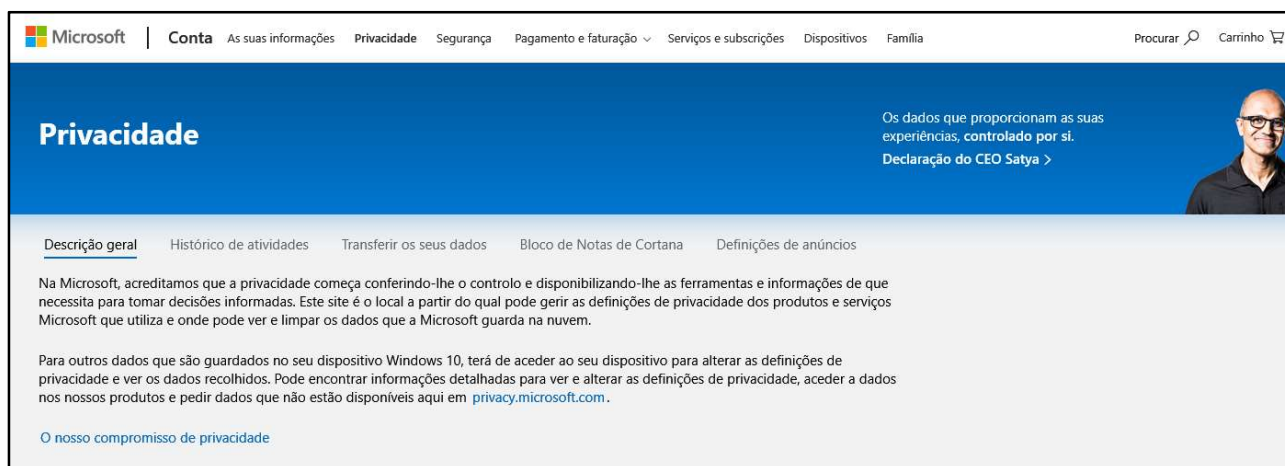 Microsoft Conta As suas informações Privacidade Segurança Pagamento e faturação Serviços e subscrições Dispositivos Família Procurar Carrinho
Privacidade
Os dados que proporcionam as suas
experiências, controlado por si.
Declaração do CEO Satya >
Descrição geral Histórico de atividades Transferir os seus dados Bloco de Notas de Cortana Definições de anúncios
Na Microsoft, acreditamos que a privacidade começa conferindo-lhe o controlo e disponibilizando-lhe as ferramentas e informações de que
necessita para tomar decisões informadas. Este site é o local a partir do qual pode gerir as definições de privacidade dos produtos e serviços
Microsoft que utiliza e onde pode ver e limpar os dados que a Microsoft guarda na nuvem.
Para outros dados que são guardados no seu dispositivo Windows 10, terá de aceder ao seu dispositivo para alterar as definições de
privacidade e ver os dados recolhidos. Pode encontrar informações detalhadas para ver e alterar as definições de privacidade, aceder a dados
nos nossos produtos e pedir dados que não estão disponíveis aqui em privacy.microsoft.com.
O nosso compromisso de privacidade